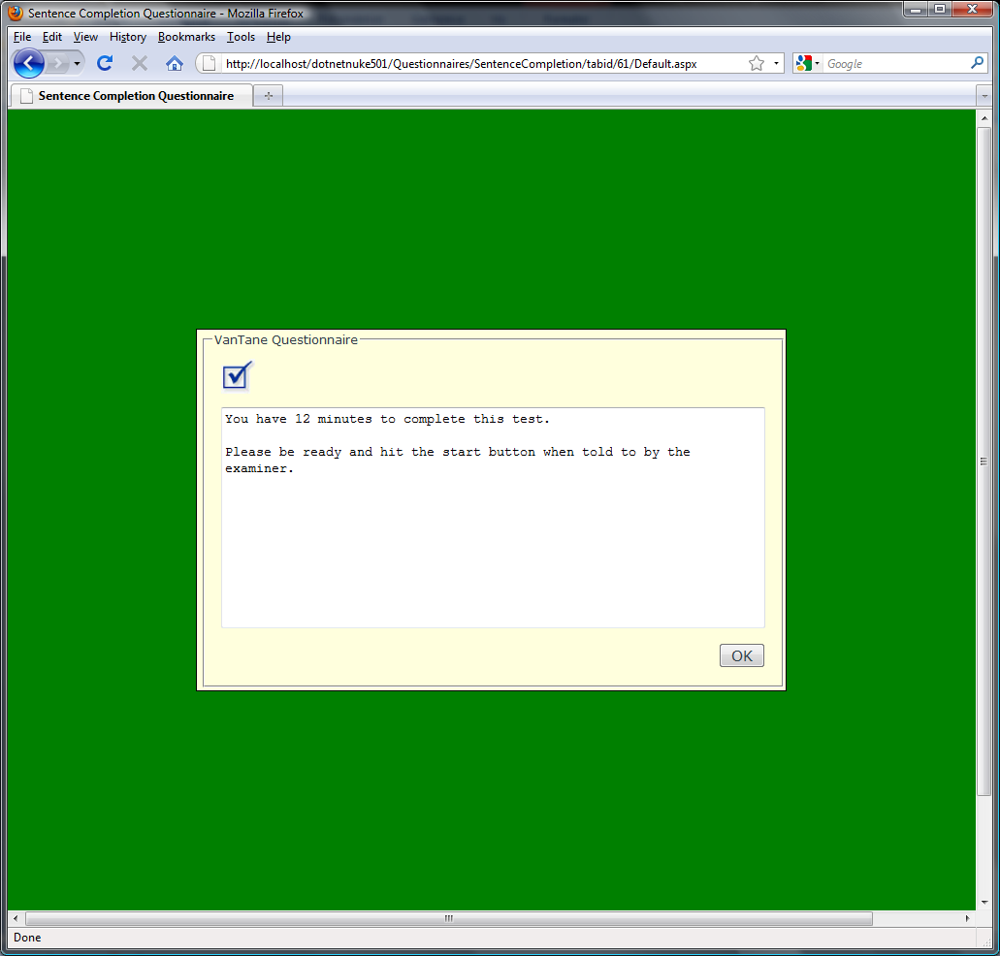 Sentence Completion Questionnaire - Mozilla Firefox
File Edit View History Bookmarks Tools Help
http://localhost/dotnetnuke501/Questionnaires/SentenceCompletion/tabid/61/Default.aspx Google
Sentence Completion Questionnaire
VanTane Questionnaire
You have 12 minutes to complete this test.
Please be ready and hit the start button when told to by the
examiner.
OK
Done